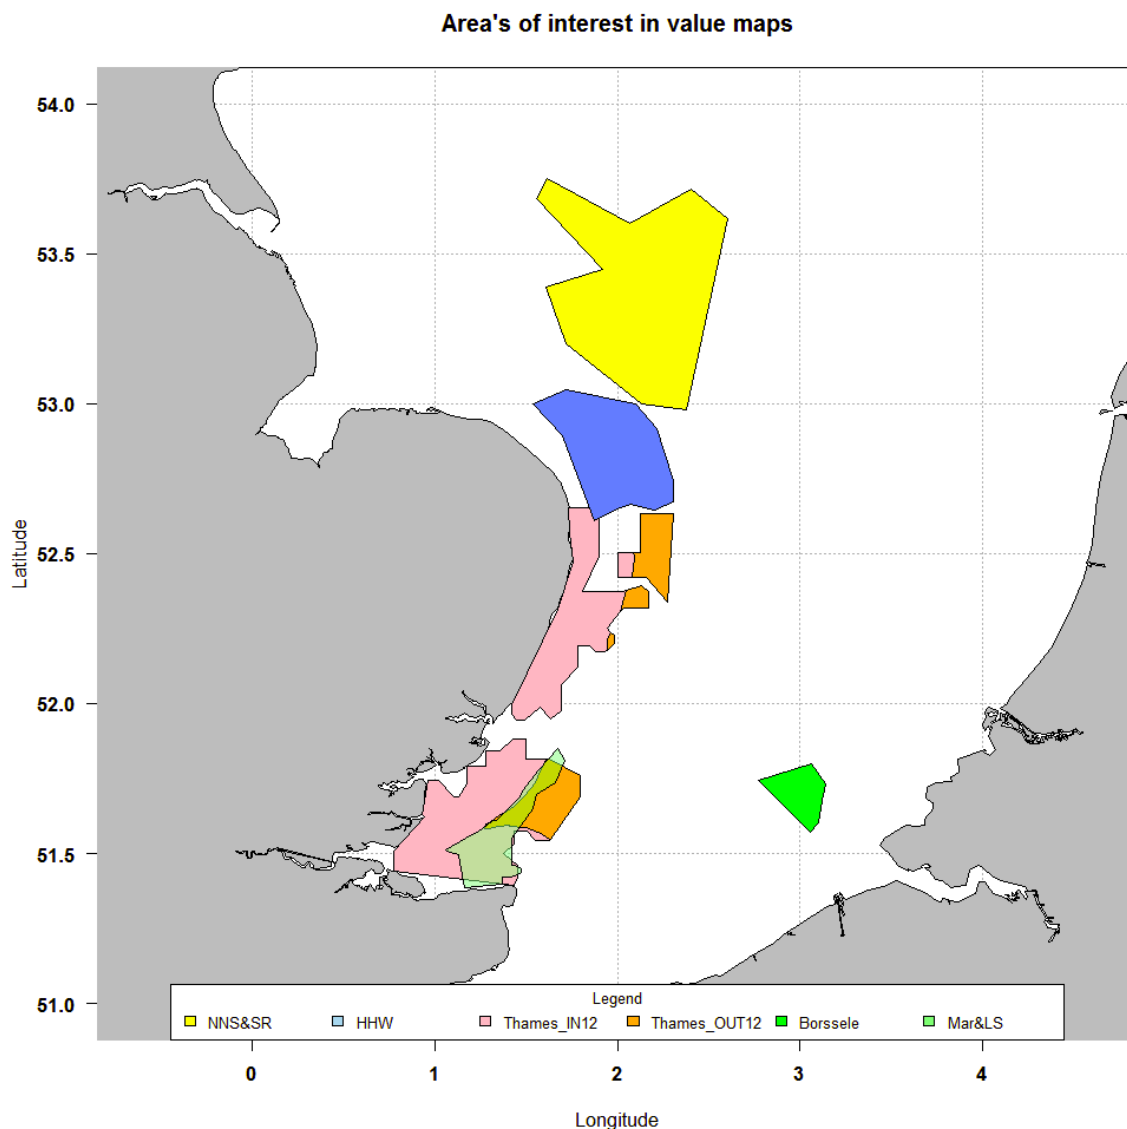 Area's of interest in value maps
54.0
53.5
53.0
52.5
52.0
51.5
51.0
Latitude
Legend
NNS&SR HHW Thames_IN12 Thames_OUT12 Borssele Mar&LS
0 1 2 3 4
Longitude